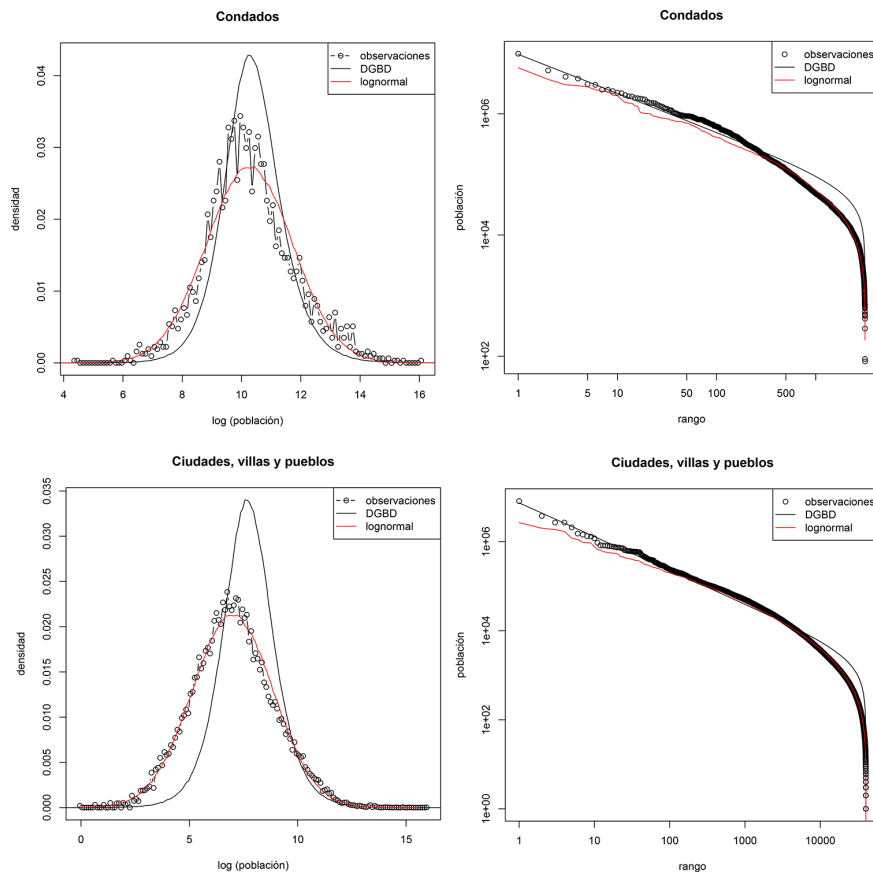 Condados
observaciones
DGBD
lognormal
densidad
0.00
0.01
0.02
0.03
0.04
4
6
8
10
12
14
16
log (población)
Condados
observaciones
DGBD
lognormal
población
1e+02
1e+04
1e+06
1
5
10
50
100
500
rango
Ciudades, villas y pueblos
observaciones
DGBD
lognormal
densidad
0.000
0.005
0.010
0.015
0.020
0.025
0.030
0.035
0
5
10
15
log (población)
Ciudades, villas y pueblos
observaciones
DGBD
lognormal
población
1e+00
1e+02
1e+04
1e+06
1
10
100
1000
10000
rango